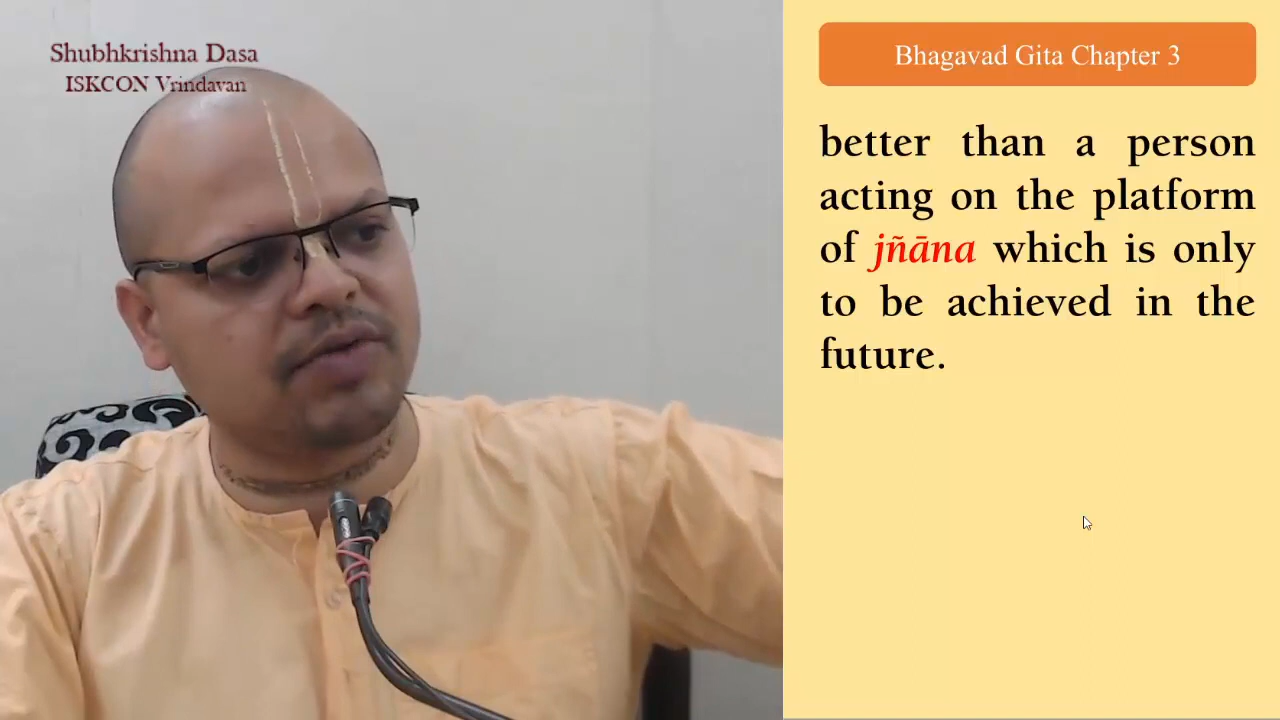 Shubhkrishna Dasa
ISKCON Vrindavan
Bhagavad Gita Chapter 3
better than a person
acting on the platform
of jñāna which is only
to be achieved in the
future.